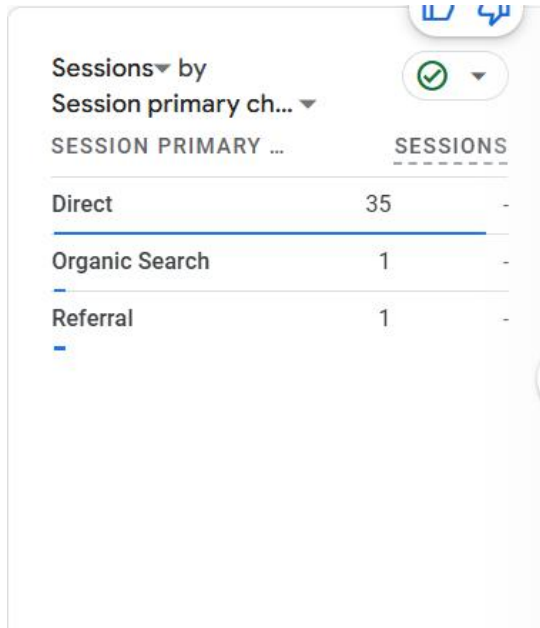 Sessions by
Session primary ch...
SESSION PRIMARY ... SESSIONS
Direct 35 -
Organic Search 1 -
Referral 1 -